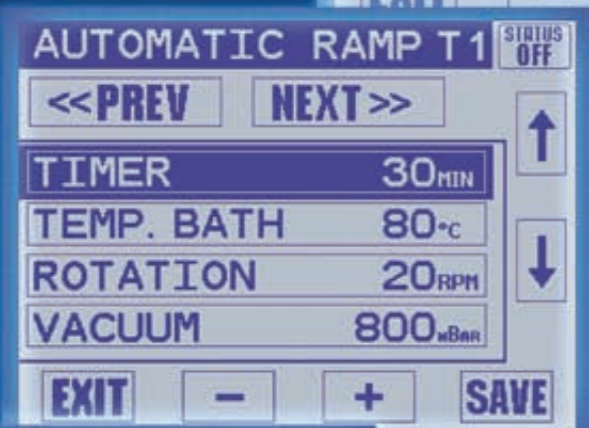 AUTOMATIC RAMP T1 STATUS OFF
<<PREV NEXT>>
TIMER 30MIN
TEMP. BATH 80°C
ROTATION 20RPM
VACUUM 800mBAR
EXIT - + SAVE